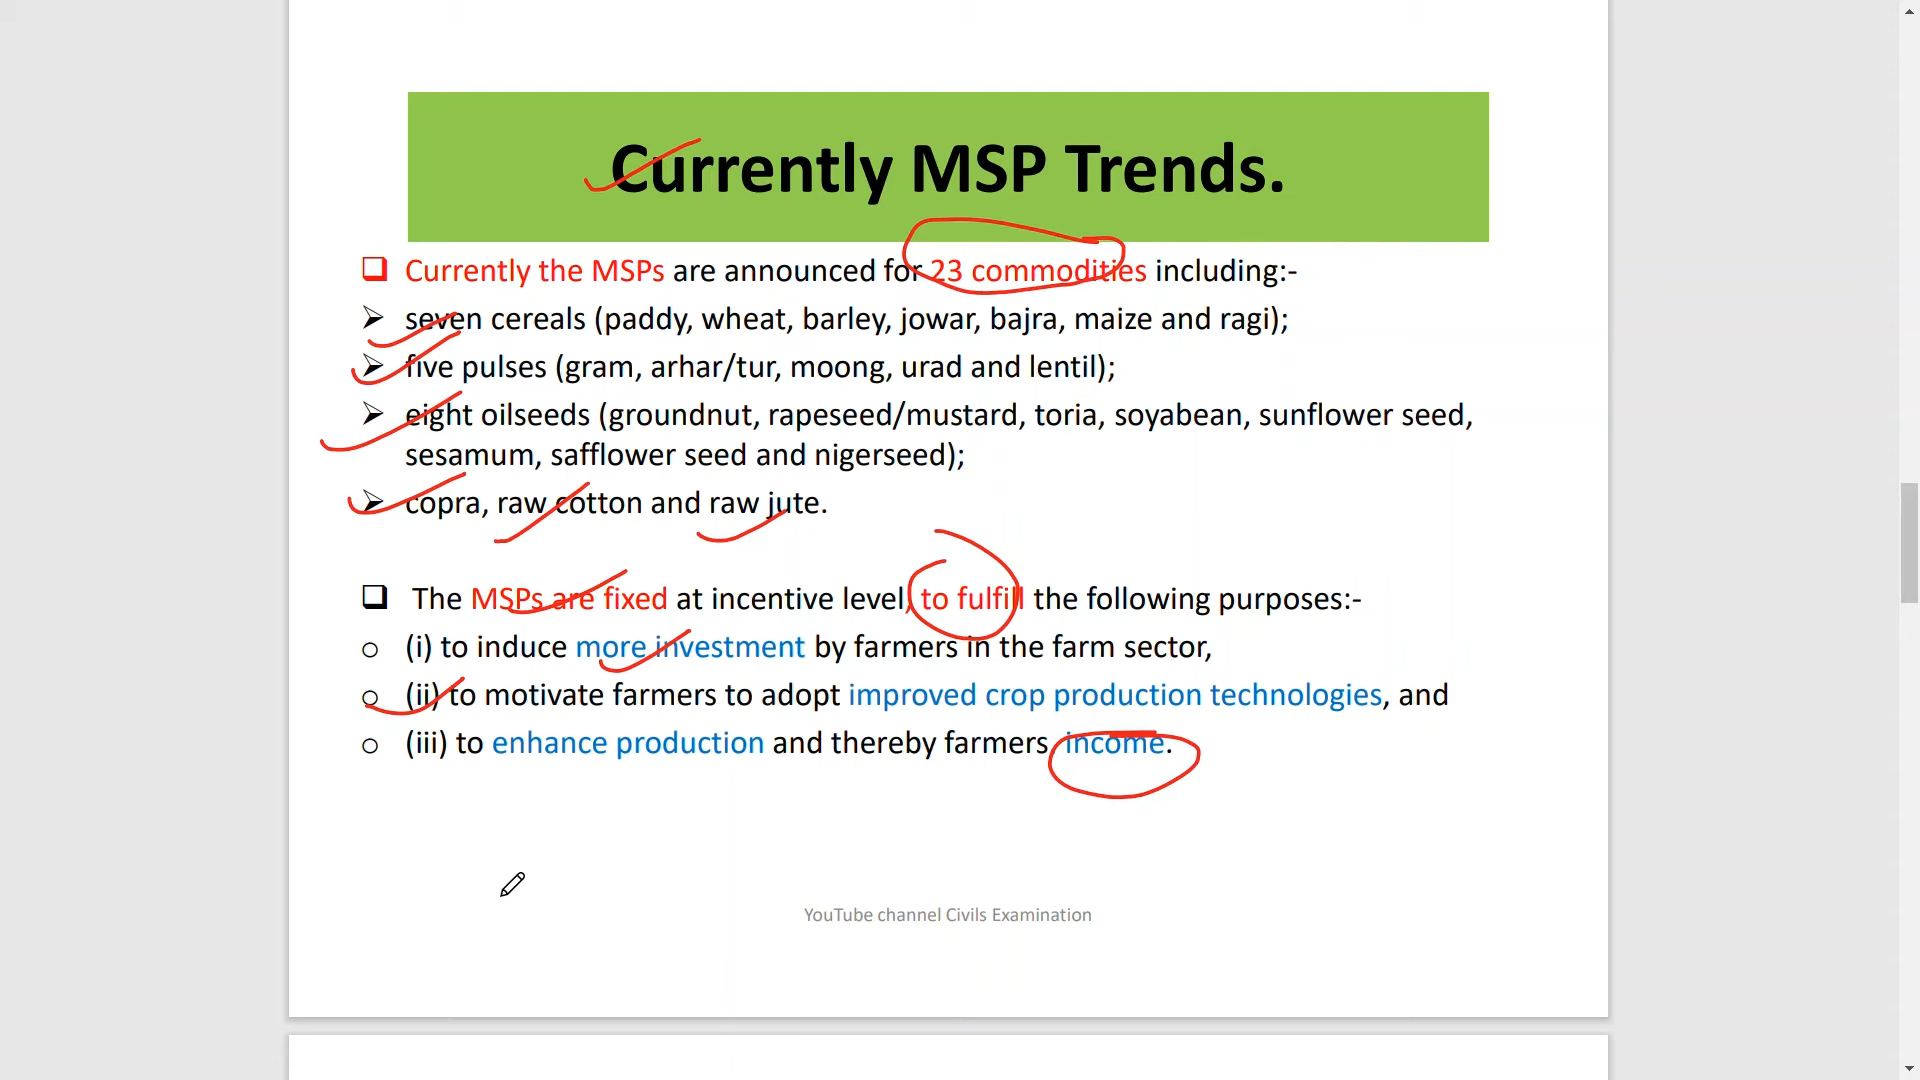 Currently MSP Trends.
Currently the MSPs are announced for 23 commodities including:-
seven cereals (paddy, wheat, barley, jowar, bajra, maize and ragi);
five pulses (gram, arhar/tur, moong, urad and lentil);
eight oilseeds (groundnut, rapeseed/mustard, toria, soyabean, sunflower seed,
sesamum, safflower seed and nigerseed);
copra, raw cotton and raw jute.
The MSPs are fixed at incentive level, to fulfill the following purposes:-
(i) to induce more investment by farmers in the farm sector,
(ii) to motivate farmers to adopt improved crop production technologies, and
(iii) to enhance production and thereby farmers income.
YouTube channel Civils Examination